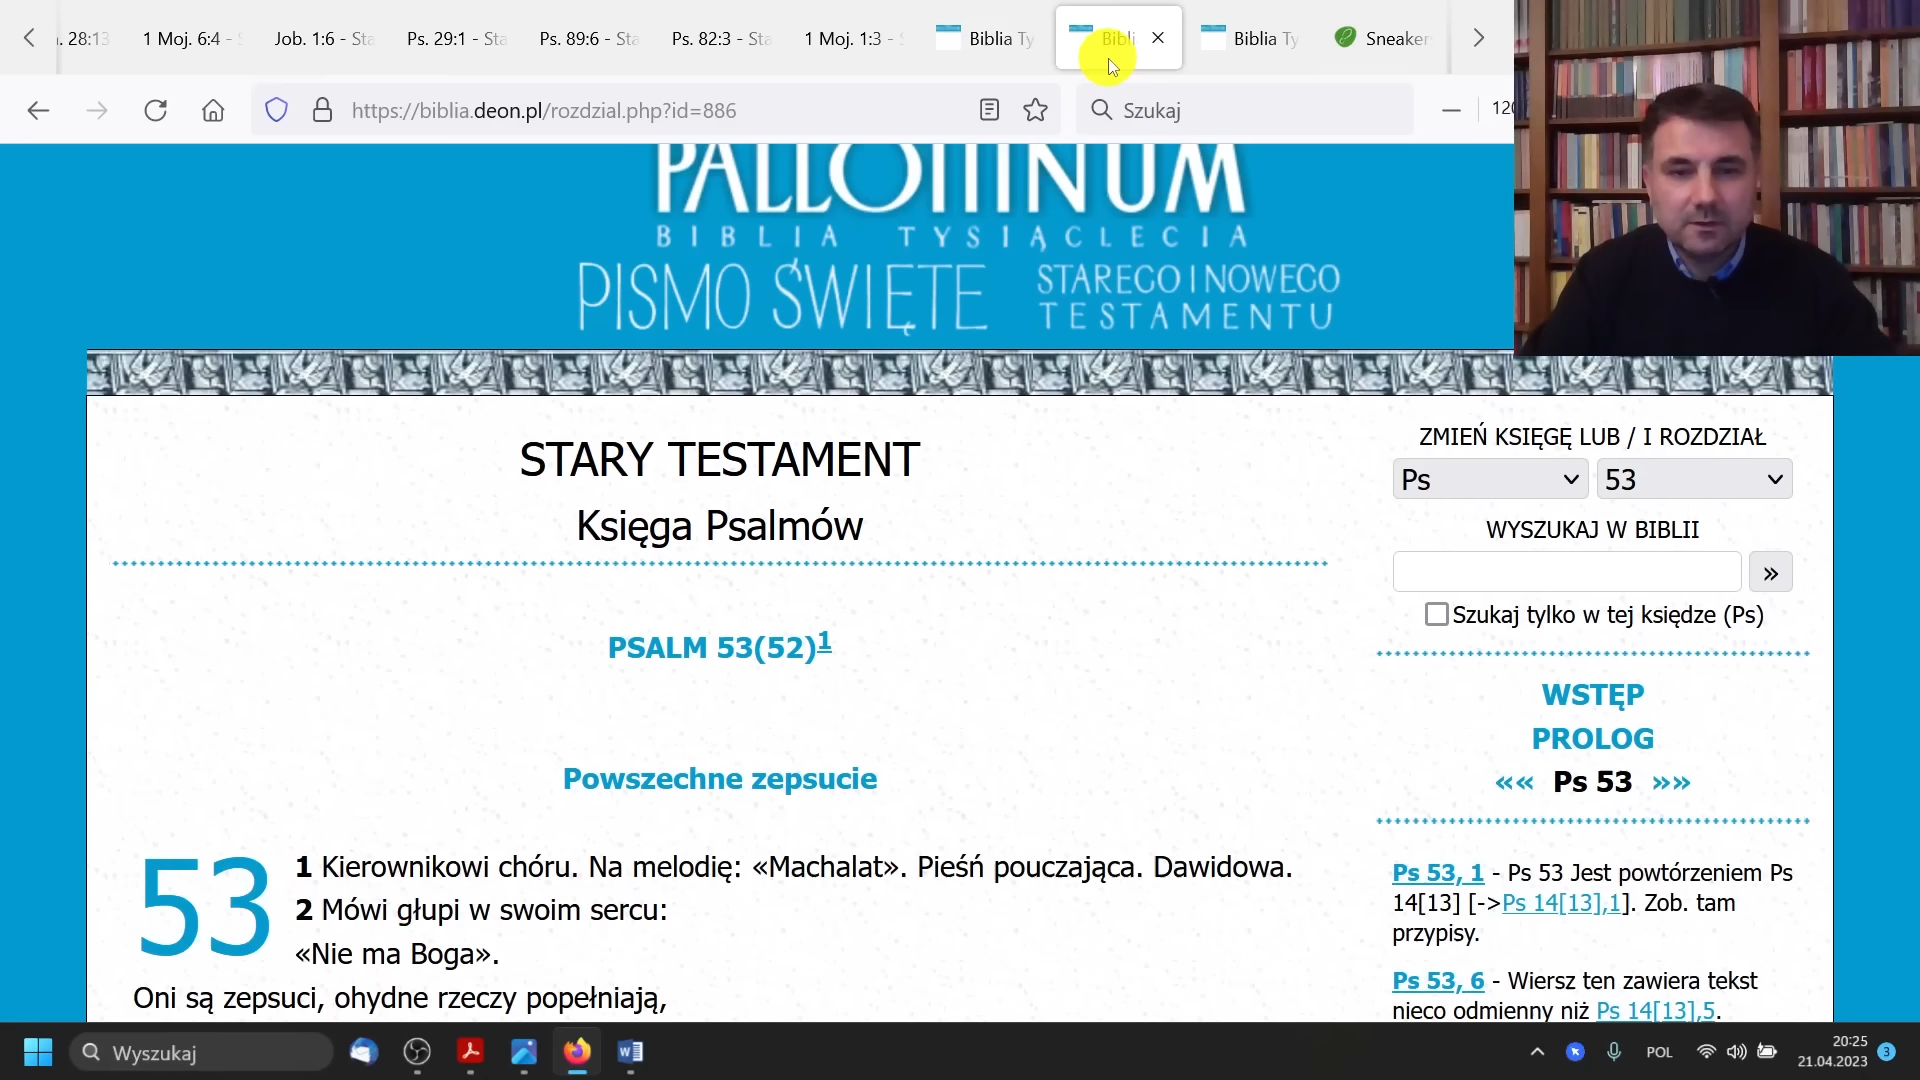 . 28:13
1 Moj. 6:4 - S
Job. 1:6 - Sta
Ps. 29:1 - Sta
Ps. 89:6 - Sta
Ps. 82:3 - Sta
1 Moj. 1:3 - S
Biblia Ty
Bibli
Biblia Ty
Sneaker
https://biblia.deon.pl/rozdzial.php?id=886
Szukaj
120
PALLOTTINUM
BIBLIA TYSIĄCLECIA
PISMO ŚWIĘTE
STAREGO I NOWEGO
TESTAMENTU
STARY TESTAMENT
Księga Psalmów
PSALM 53(52)1
Powszechne zepsucie
53
1 Kierownikowi chóru. Na melodię: «Machalat». Pieśń pouczająca. Dawidowa.
2 Mówi głupi w swoim sercu:
«Nie ma Boga».
Oni są zepsuci, ohydne rzeczy popełniają,
ZMIEŃ KSIĘGĘ LUB / I ROZDZIAŁ
Ps
53
WYSZUKAJ W BIBLII
»
Szukaj tylko w tej księdze (Ps)
WSTĘP
PROLOG
«« Ps 53 »»
Ps 53, 1 - Ps 53 Jest powtórzeniem Ps
14[13] [->Ps 14[13],1]. Zob. tam
przypisy.
Ps 53, 6 - Wiersz ten zawiera tekst
nieco odmienny niż Ps 14[13],5.
Wyszukaj
POL
20:25
21.04.2023
3